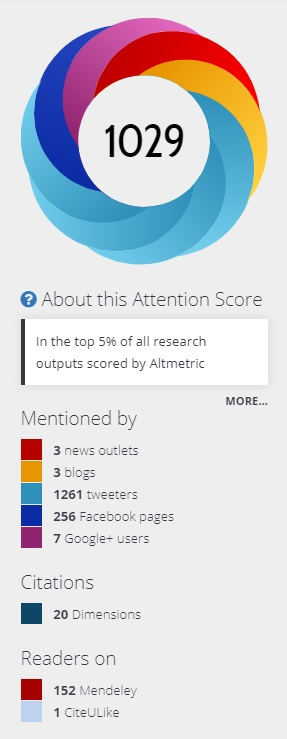 1029
? About this Attention Score
In the top 5% of all research
outputs scored by Altmetric
MORE...
Mentioned by
3 news outlets
3 blogs
1261 tweeters
256 Facebook pages
7 Google+ users
Citations
20 Dimensions
Readers on
152 Mendeley
1 CiteULike